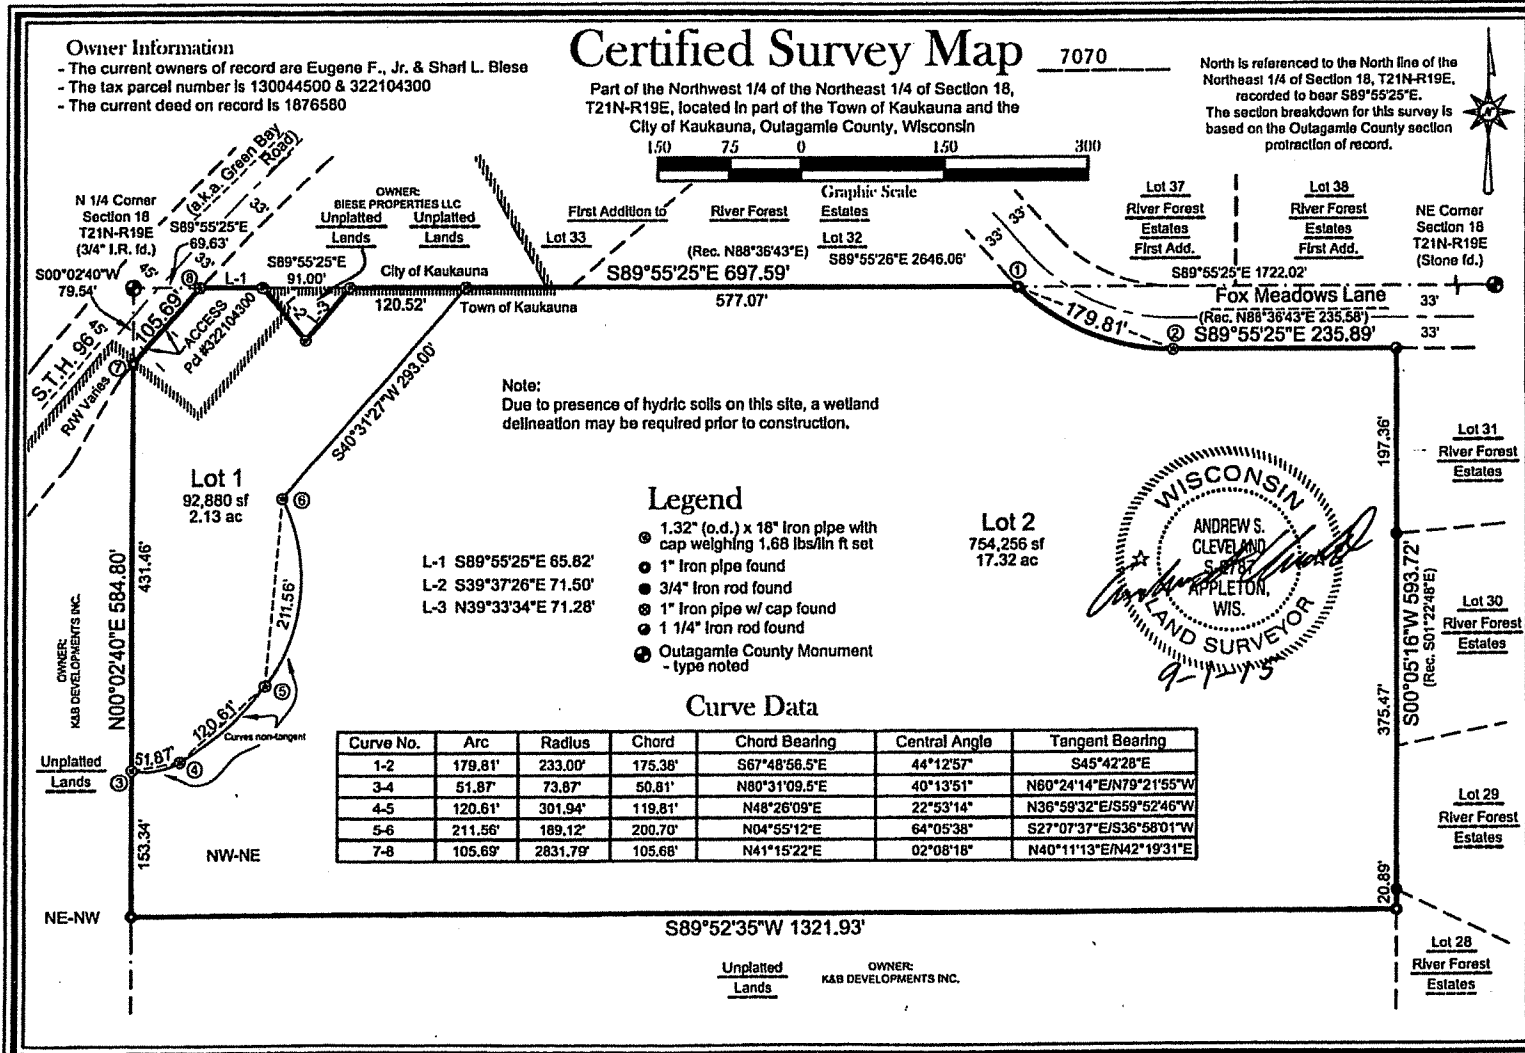 Owner Information
- The current owners of record are Eugene F., Jr. & Sharl L. Biese
- The tax parcel number is 130044500 & 322104300
- The current deed on record is 1876580
Certified Survey Map 7070
Part of the Northwest 1/4 of the Northeast 1/4 of Section 18,
T21N-R19E, located in part of the Town of Kaukauna and the
City of Kaukauna, Outagamie County, Wisconsin
150 75 0 150 300
Graphic Scale
North is referenced to the North line of the
Northeast 1/4 of Section 18, T21N-R19E,
recorded to bear S89°55'25"E.
The section breakdown for this survey is
based on the Outagamie County section
protraction of record.
N
(a.k.a. Green Bay
Road)
33'
33'
N 1/4 Corner
Section 18
T21N-R19E
(3/4" I.R. fd.)
S89°55'25"E
69.63'
S00°02'40"W
79.54'
45'
45'
S.T.H. 96
R/W Varies
105.69'
ACCESS
Pcl #322104300
L-1
L-2
L-3
OWNER:
BIESE PROPERTIES LLC
Unplatted
Lands
Unplatted
Lands
S89°55'25"E
91.00'
City of Kaukauna
120.52'
Town of Kaukauna
First Addition to River Forest Estates
Lot 33
Lot 32
(Rec. N88°36'43"E)
S89°55'26"E 2646.06'
S89°55'25"E 697.59'
577.07'
33'
33'
Lot 37
River Forest
Estates
First Add.
Lot 38
River Forest
Estates
First Add.
NE Corner
Section 18
T21N-R19E
(Stone fd.)
S89°55'25"E 1722.02'
Fox Meadows Lane
33'
(Rec. N88°36'43"E 235.58')
S89°55'25"E 235.89'
33'
179.81'
1
2
8
7
6
5
4
3
S40°31'27"W 293.00'
Note:
Due to presence of hydric soils on this site, a wetland
delineation may be required prior to construction.
Lot 1
92,880 sf
2.13 ac
N00°02'40"E 584.80'
431.46'
153.34'
OWNER:
K&B DEVELOPMENTS INC.
Unplatted
Lands
211.56'
120.61'
51.87'
Curves non-tangent
L-1 S89°55'25"E 65.82'
L-2 S39°37'26"E 71.50'
L-3 N39°33'34"E 71.28'
Legend
1.32" (o.d.) x 18" iron pipe with
cap weighing 1.68 lbs/lin ft set
1" Iron pipe found
3/4" Iron rod found
1" Iron pipe w/ cap found
1 1/4" Iron rod found
Outagamie County Monument
- type noted
Lot 2
754,256 sf
17.32 ac
WISCONSIN
ANDREW S.
CLEVELAND
APPLETON,
WIS.
LAND SURVEYOR
9-1-15
197.36'
S00°05'16"W 593.72'
(Rec. S01°22'48"E)
375.47'
20.89'
Lot 31
River Forest
Estates
Lot 30
River Forest
Estates
Lot 29
River Forest
Estates
Lot 28
River Forest
Estates
Curve Data
Curve No. Arc Radius Chord Chord Bearing Central Angle Tangent Bearing
1-2 179.81' 233.00' 175.38' S67°48'56.5"E 44°12'57" S45°42'28"E
3-4 51.87' 73.87' 50.81' N80°31'09.5"E 40°13'51" N60°24'14"E/N79°21'55"W
4-5 120.61' 301.94' 119.81' N48°26'09"E 22°53'14" N36°59'32"E/S59°52'46"W
5-6 211.56' 189.12' 200.70' N04°55'12"E 64°05'38" S27°07'37"E/S36°58'01"W
7-8 105.69' 2831.79' 105.68' N41°15'22"E 02°08'18" N40°11'13"E/N42°19'31"E
NW-NE
NE-NW
S89°52'35"W 1321.93'
Unplatted
Lands
OWNER:
K&B DEVELOPMENTS INC.